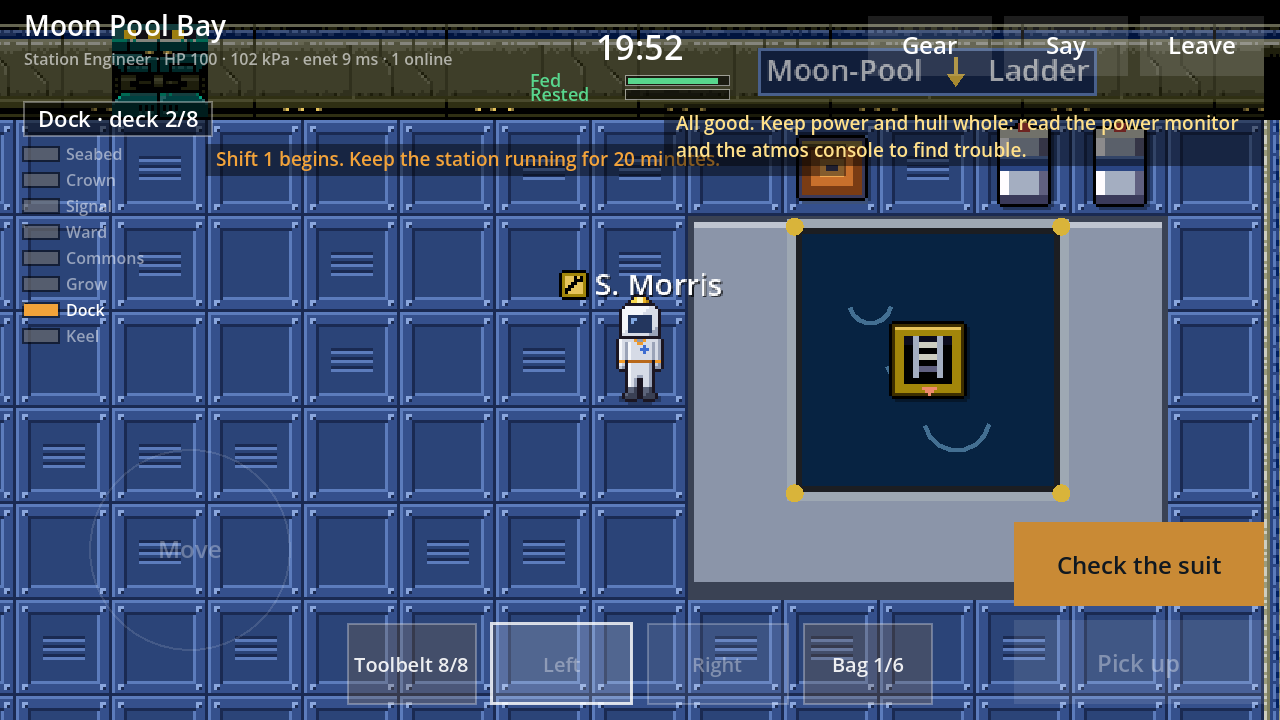 Moon Pool Bay
Station Engineer · HP 100 · 102 kPa · enet 9 ms · 1 online
19:52
Fed
Rested
Gear
Say
Leave
Moon-Pool Ladder
Dock · deck 2/8
All good. Keep power and hull whole: read the power monitor
and the atmos console to find trouble.
Shift 1 begins. Keep the station running for 20 minutes.
Seabed
Crown
Signal
Ward
Commons
Grow
Dock
Keel
S. Morris
Move
Check the suit
Toolbelt 8/8
Left
Right
Bag 1/6
Pick up